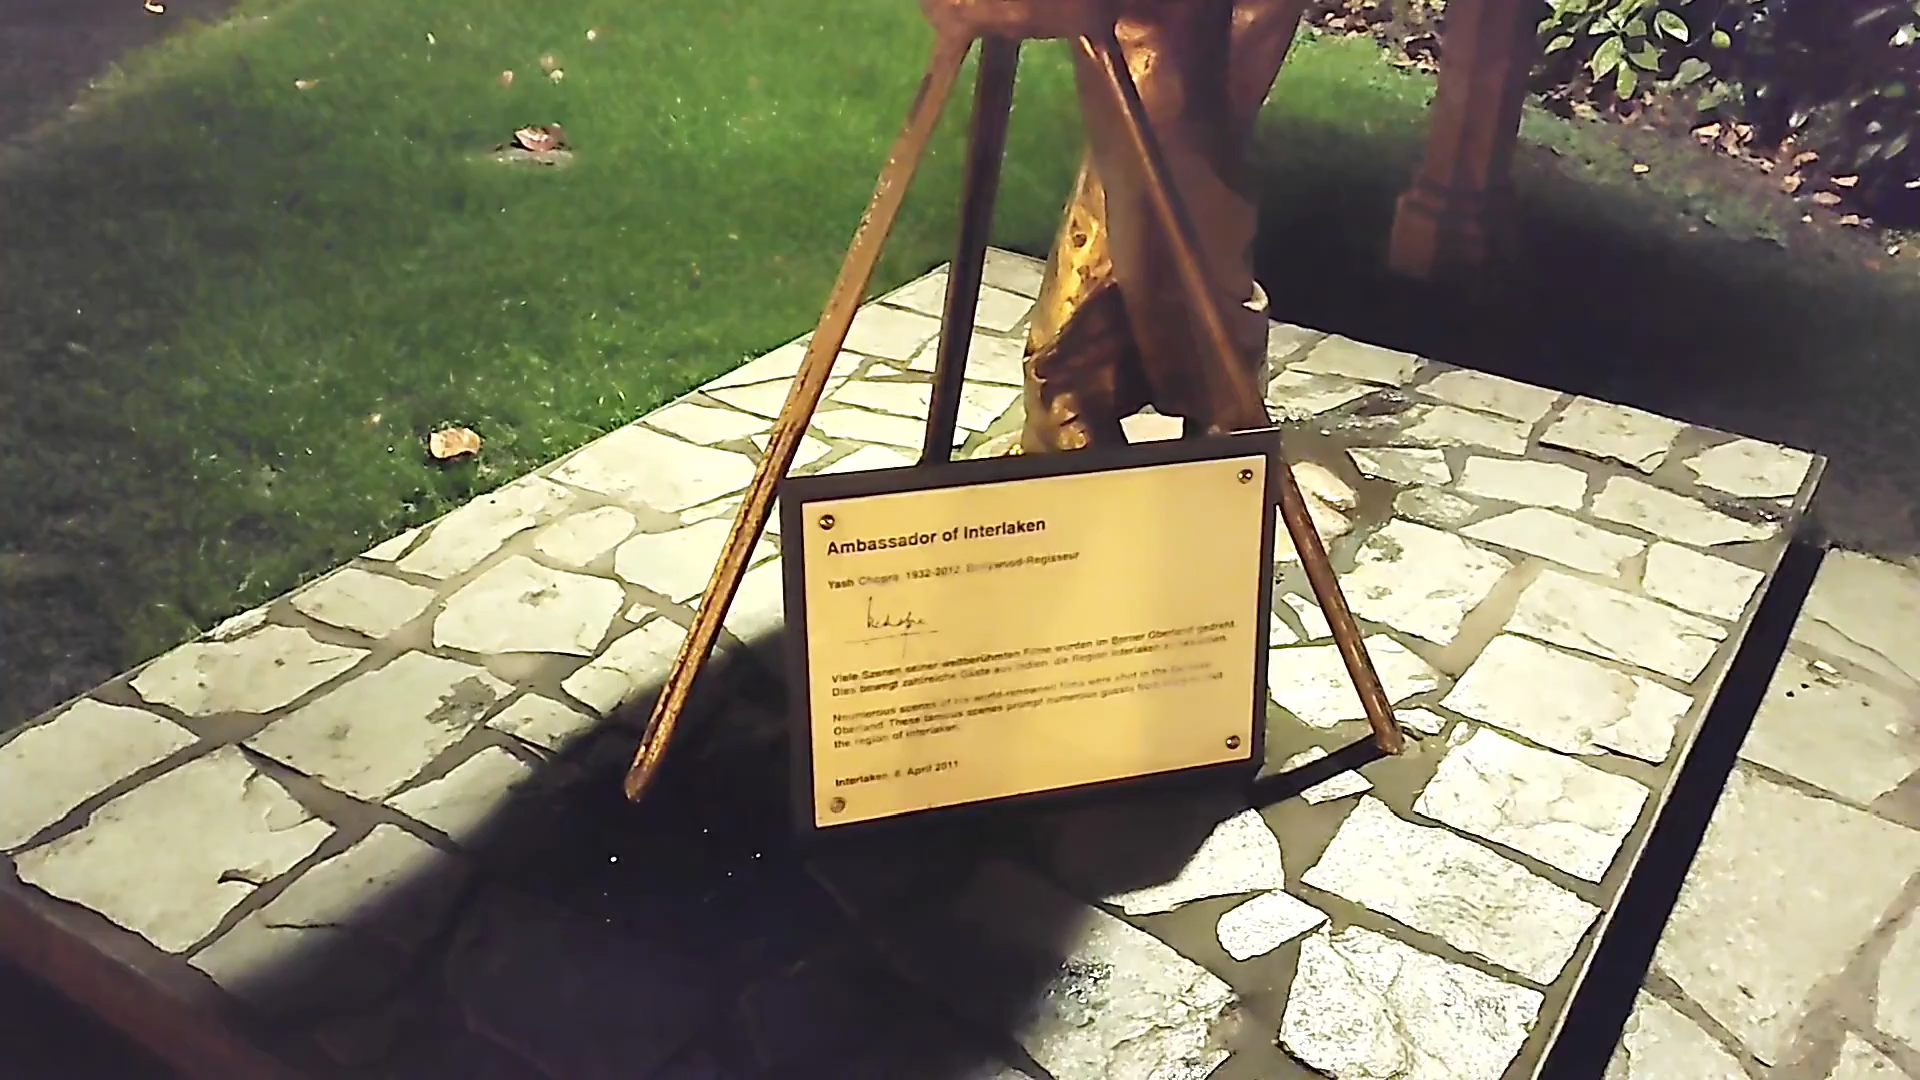 Ambassador of Interlaken
Yash Chopra 1932-2012, Bollywood-Regisseur
Viele Szenen seiner weltberühmten Filme wurden im Berner Oberland gedreht.
Dies bewegt zahlreiche Gäste aus Indien, die Region Interlaken zu besuchen.
Noumerous scenes of his world-renowned films were shot in the Bernese
Oberland. These famous scenes prompt numerous guests from to visit
the region of Interlaken.
Interlaken, April 2011